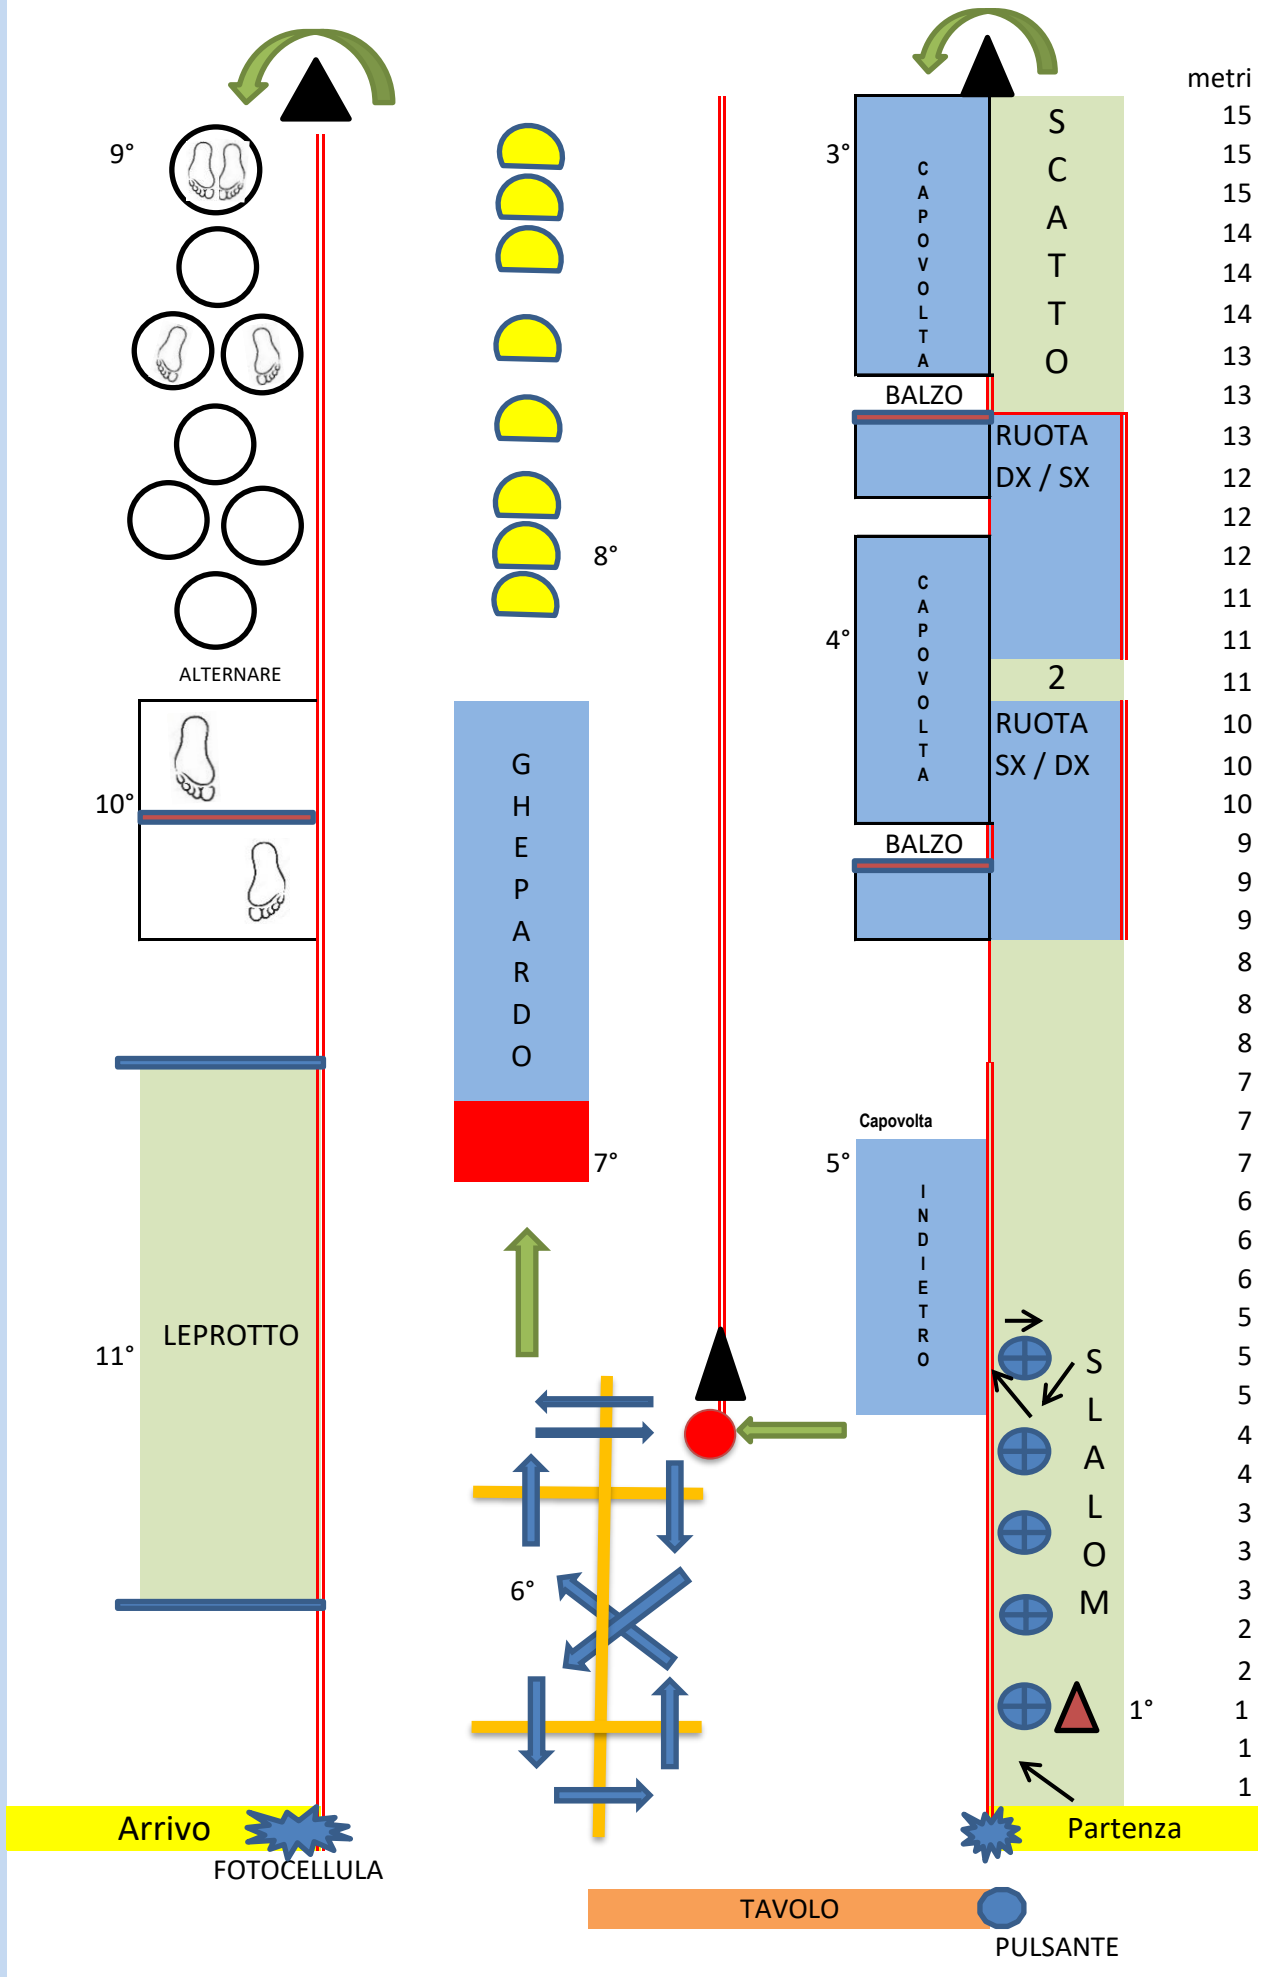 metri
15
15
15
14
14
14
13
13
13
12
12
12
11
11
11
10
10
10
9
9
9
8
8
8
7
7
7
6
6
6
5
5
5
4
4
3
3
3
2
2
1
1
1
SCATTO
RUOTA
DX / SX
2
RUOTA
SX / DX
SLALOM
1°
Partenza
3°
CAPOVOLTA
BALZO
4°
CAPOVOLTA
BALZO
Capovolta
5°
INDIETRO
8°
GHEPARDO
7°
6°
9°
ALTERNARE
10°
LEPROTTO
11°
Arrivo
FOTOCELLULA
TAVOLO
PULSANTE